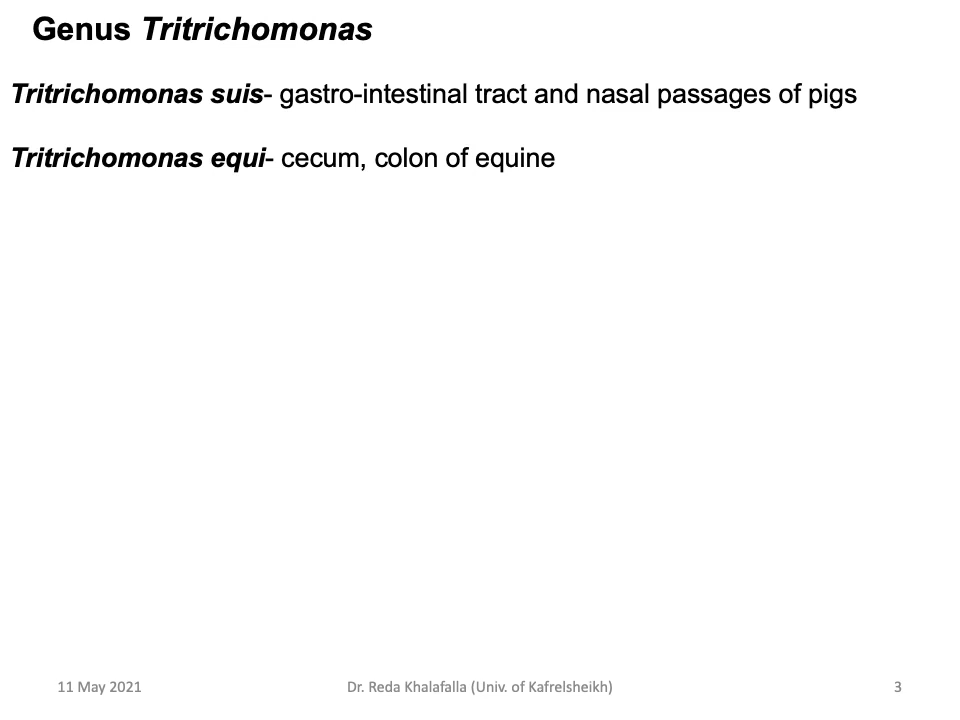 Genus Tritrichomonas
Tritrichomonas suis- gastro-intestinal tract and nasal passages of pigs
Tritrichomonas equi- cecum, colon of equine
11 May 2021
Dr. Reda Khalafalla (Univ. of Kafrelsheikh)
3